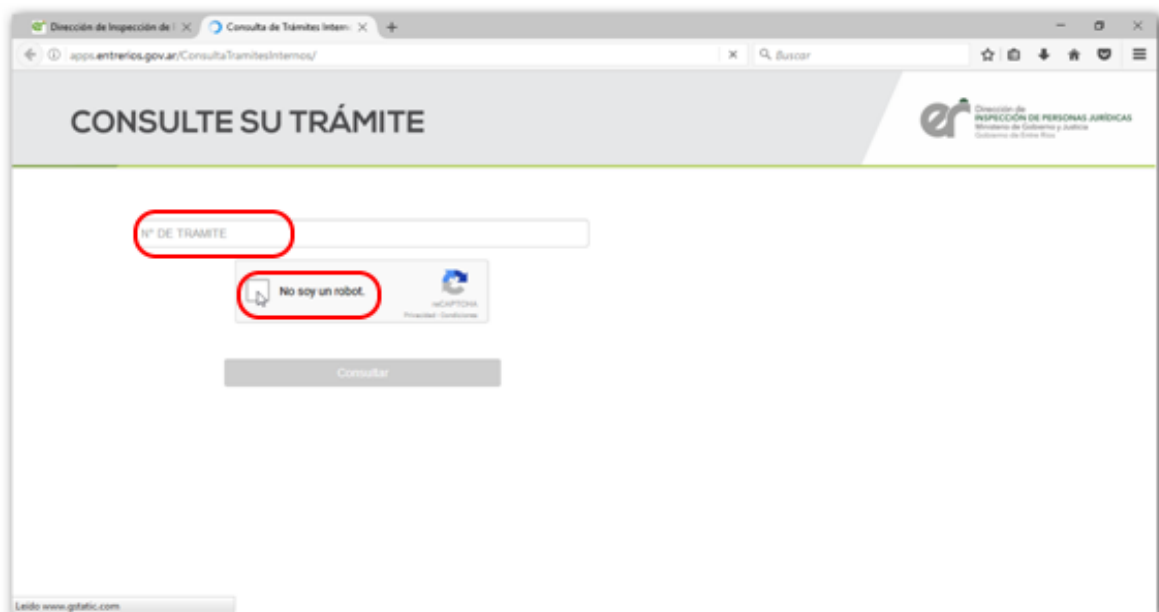 Dirección de Inspección de
Consulta de Trámites Intern
apps.entrerios.gov.ar/ConsultaTramitesInternos/
Buscar
CONSULTE SU TRÁMITE
er
Dirección de
INSPECCIÓN DE PERSONAS JURÍDICAS
Ministerio de Gobierno y Justicia
Gobierno de Entre Ríos
N° DE TRAMITE
No soy un robot.
reCAPTCHA
Privacidad - Condiciones
Consultar
Leído www.gstatic.com